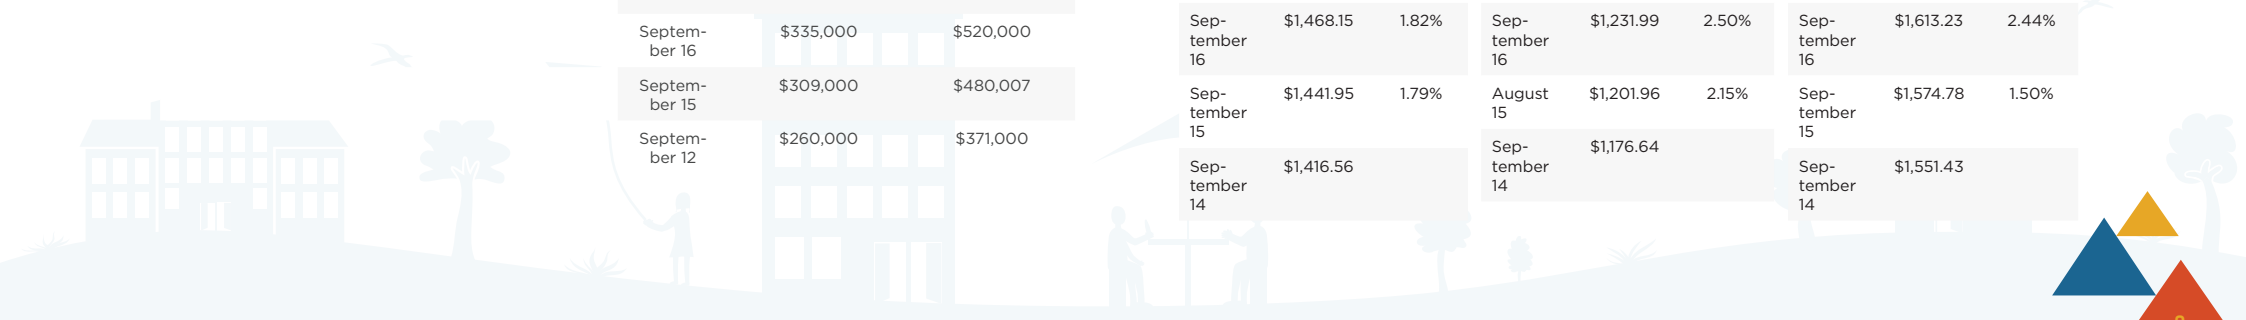 Septem-
ber 16
$335,000
$520,000
Septem-
ber 15
$309,000
$480,007
Septem-
ber 12
$260,000
$371,000
Sep-
tember
16
$1,468.15
1.82%
Sep-
tember
15
$1,441.95
1.79%
Sep-
tember
14
$1,416.56
Sep-
tember
16
$1,231.99
2.50%
August
15
$1,201.96
2.15%
Sep-
tember
14
$1,176.64
Sep-
tember
16
$1,613.23
2.44%
Sep-
tember
15
$1,574.78
1.50%
Sep-
tember
14
$1,551.43